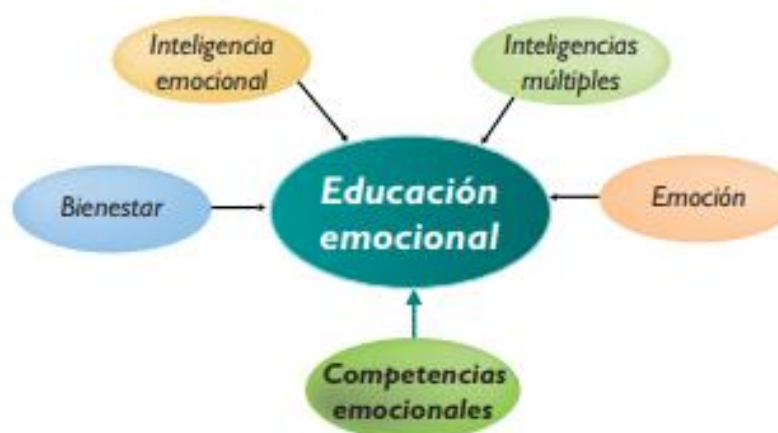 Inteligencia
emocional
Inteligencias
múltiples
Bienestar
Educación
emocional
Emoción
Competencias
emocionales